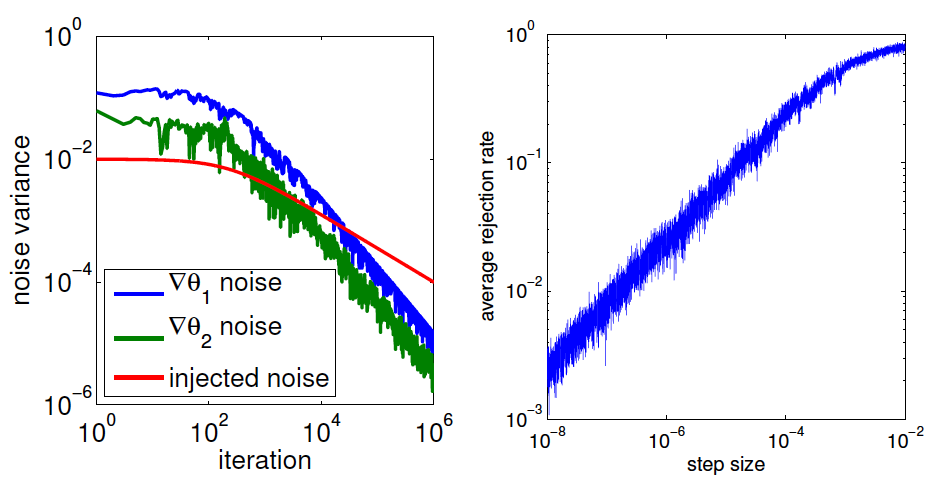 10^0
10^-2
10^-4
10^-6
noise variance
∇θ_1 noise
∇θ_2 noise
injected noise
10^0 10^2 10^4 10^6
iteration
10^0
10^-1
10^-2
10^-3
average rejection rate
10^-8 10^-6 10^-4 10^-2
step size